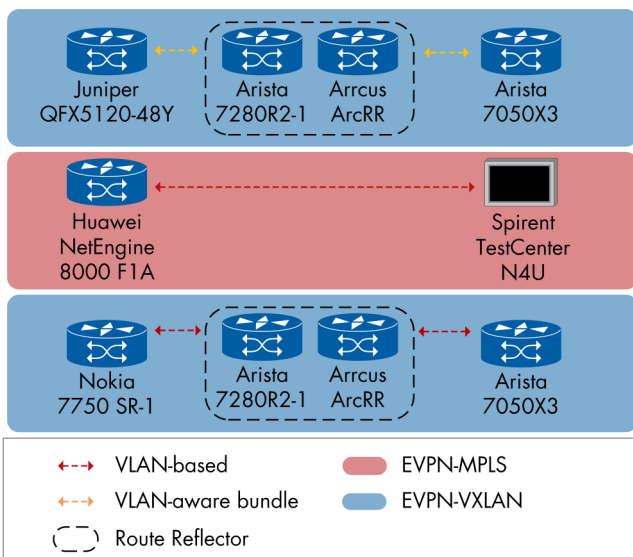 Juniper
QFX5120-48Y
Arista
7280R2-1
Arrcus
ArcRR
Arista
7050X3
Huawei
NetEngine
8000 F1A
Spirent
TestCenter
N4U
Nokia
7750 SR-1
Arista
7280R2-1
Arrcus
ArcRR
Arista
7050X3
VLAN-based
EVPN-MPLS
VLAN-aware bundle
EVPN-VXLAN
Route Reflector